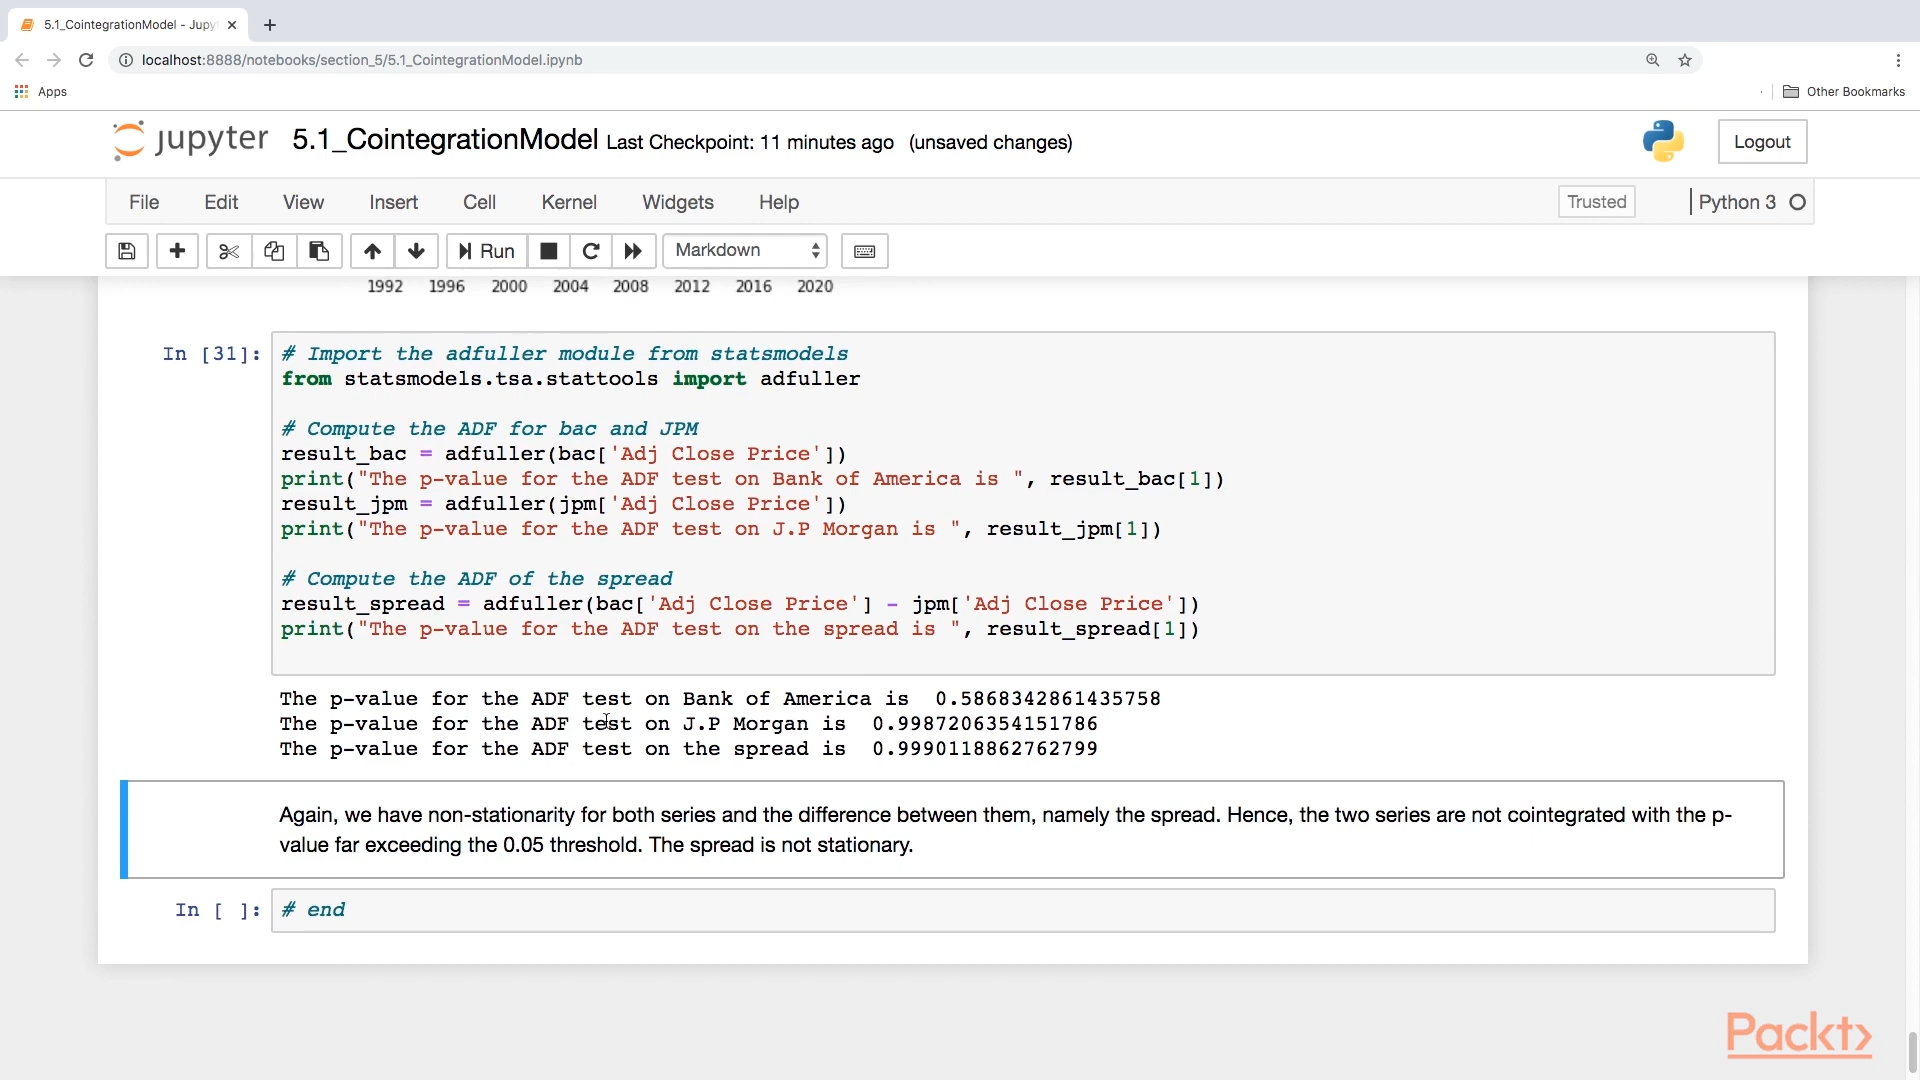 5.1_CointegrationModel - Jupy
localhost:8888/notebooks/section_5/5.1_CointegrationModel.ipynb
Apps
Other Bookmarks
jupyter 5.1_CointegrationModel Last Checkpoint: 11 minutes ago (unsaved changes)
Logout
File Edit View Insert Cell Kernel Widgets Help
Trusted
Python 3
Run
Markdown
1992 1996 2000 2004 2008 2012 2016 2020
In [31]:
# Import the adfuller module from statsmodels
from statsmodels.tsa.stattools import adfuller
# Compute the ADF for bac and JPM
result_bac = adfuller(bac['Adj Close Price'])
print("The p-value for the ADF test on Bank of America is ", result_bac[1])
result_jpm = adfuller(jpm['Adj Close Price'])
print("The p-value for the ADF test on J.P Morgan is ", result_jpm[1])
# Compute the ADF of the spread
result_spread = adfuller(bac['Adj Close Price'] - jpm['Adj Close Price'])
print("The p-value for the ADF test on the spread is ", result_spread[1])
The p-value for the ADF test on Bank of America is  0.5868342861435758
The p-value for the ADF test on J.P Morgan is  0.9987206354151786
The p-value for the ADF test on the spread is  0.9990118862762799
Again, we have non-stationarity for both series and the difference between them, namely the spread. Hence, the two series are not cointegrated with the p-
value far exceeding the 0.05 threshold. The spread is not stationary.
In [ ]:
# end
Packt>